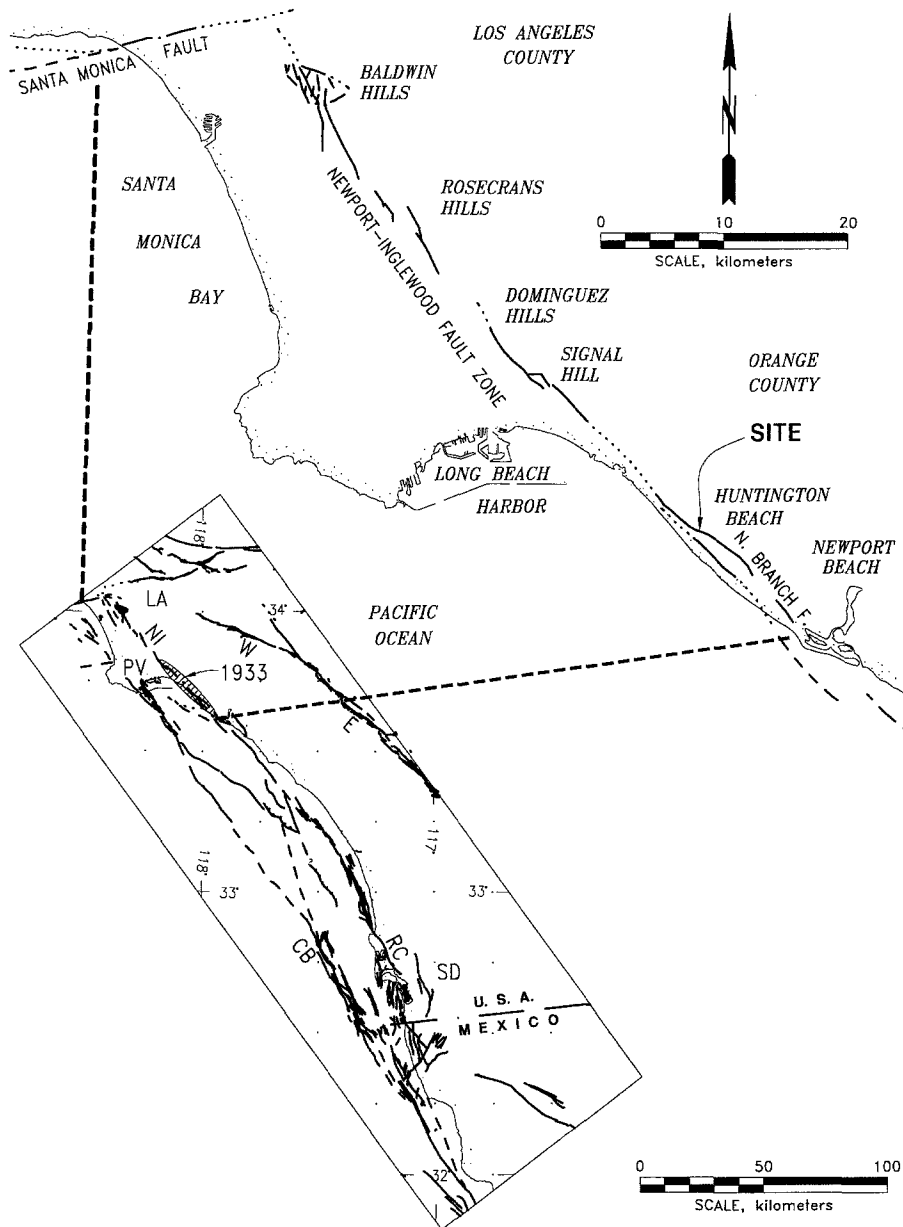 LOS ANGELES
COUNTY
SANTA MONICA FAULT
BALDWIN
HILLS
N
SANTA
MONICA
BAY
NEWPORT-INGLEWOOD FAULT ZONE
ROSECRANS
HILLS
0 10 20
SCALE, kilometers
DOMINGUEZ
HILLS
SIGNAL
HILL
ORANGE
COUNTY
SITE
LONG BEACH
HARBOR
HUNTINGTON
BEACH
N. BRANCH F.
NEWPORT
BEACH
PACIFIC
OCEAN
118°
34°
LA
NI
W
PV
1933
E
117°
118°
33°
33°
CB
RC
SD
U. S. A.
MEXICO
32°
0 50 100
SCALE, kilometers